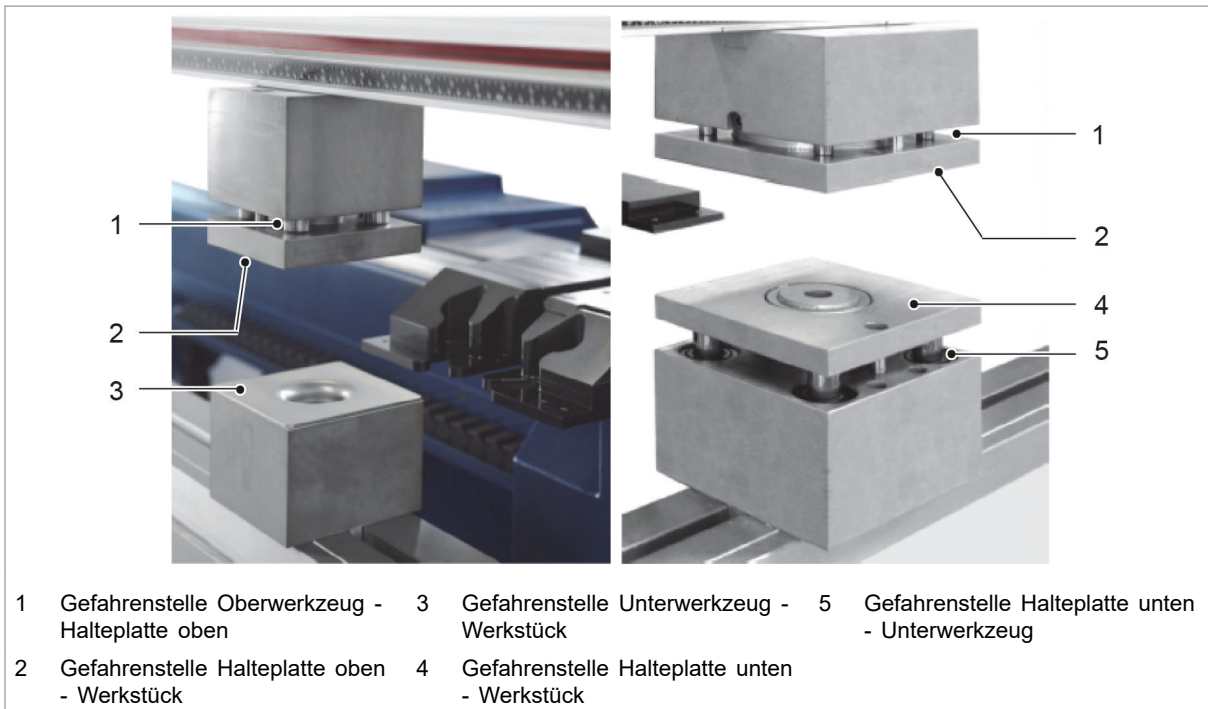 1
2
3
1
2
4
5
1 Gefahrenstelle Oberwerkzeug -
Halteplatte oben
2 Gefahrenstelle Halteplatte oben
- Werkstück
3 Gefahrenstelle Unterwerkzeug -
Werkstück
4 Gefahrenstelle Halteplatte unten
- Werkstück
5 Gefahrenstelle Halteplatte unten
- Unterwerkzeug